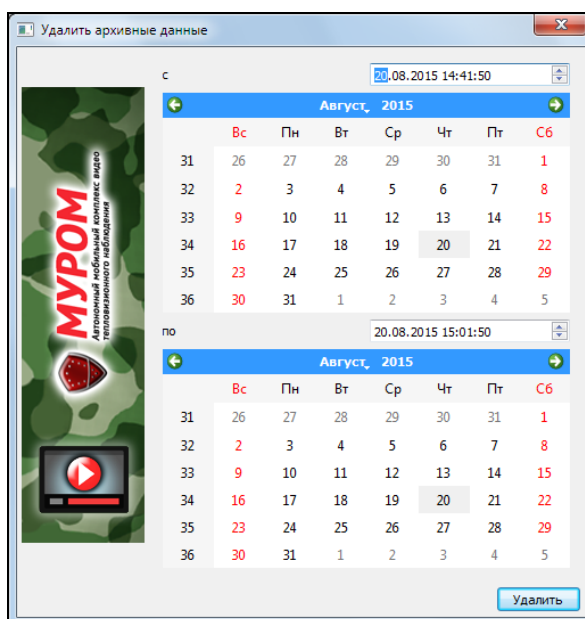 Удалить архивные данные
с 20.08.2015 14:41:50
Август, 2015
Вс Пн Вт Ср Чт Пт Сб
31 26 27 28 29 30 31 1
32 2 3 4 5 6 7 8
33 9 10 11 12 13 14 15
34 16 17 18 19 20 21 22
35 23 24 25 26 27 28 29
36 30 31 1 2 3 4 5
по 20.08.2015 15:01:50
Август, 2015
Вс Пн Вт Ср Чт Пт Сб
31 26 27 28 29 30 31 1
32 2 3 4 5 6 7 8
33 9 10 11 12 13 14 15
34 16 17 18 19 20 21 22
35 23 24 25 26 27 28 29
36 30 31 1 2 3 4 5
МУРОМ
Автономный мобильный комплекс видео
тепловизионного наблюдения
Удалить